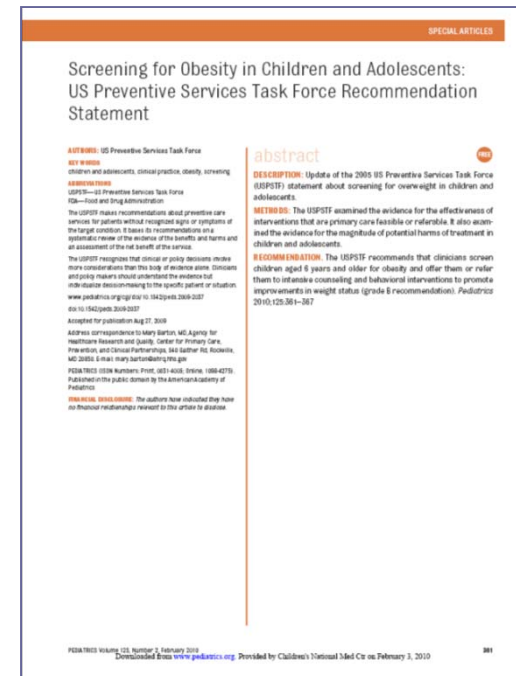 SPECIAL ARTICLES
Screening for Obesity in Children and Adolescents:
US Preventive Services Task Force Recommendation
Statement
AUTHORS: US Preventive Services Task Force
KEY WORDS
children and adolescents, clinical practice, obesity, screening
ABBREVIATIONS
USPSTF—US Preventive Services Task Force
FDA—Food and Drug Administration
The USPSTF makes recommendations about preventive care
services for patients without recognized signs or symptoms of
the target condition. It bases its recommendations on a
systematic review of the evidence of the benefits and harms and
an assessment of the net benefit of the service.
The USPSTF recognizes that clinical or policy decisions involve
more considerations than this body of evidence alone. Clinicians
and policy makers should understand the evidence but
individualize decision-making to the specific patient or situation.
www.pediatrics.org/cgi/doi/10.1542/peds.2009-2037
doi:10.1542/peds.2009-2037
Accepted for publication Aug 27, 2009
Address correspondence to Mary Barton, MD, Agency for
Healthcare Research and Quality, Center for Primary Care,
Prevention, and Clinical Partnerships, 540 Gaither Rd, Rockville,
MD 20850. E-mail: mary.barton@ahrq.hhs.gov
PEDIATRICS (ISSN Numbers: Print, 0031-4005; Online, 1098-4275).
Published in the public domain by the American Academy of
Pediatrics
FINANCIAL DISCLOSURE: The authors have indicated they have
no financial relationships relevant to this article to disclose.
abstract
FREE
DESCRIPTION: Update of the 2005 US Preventive Services Task Force
(USPSTF) statement about screening for overweight in children and
adolescents.
METHODS: The USPSTF examined the evidence for the effectiveness of
interventions that are primary care feasible or referable. It also exam-
ined the evidence for the magnitude of potential harms of treatment in
children and adolescents.
RECOMMENDATION: The USPSTF recommends that clinicians screen
children aged 6 years and older for obesity and offer them or refer
them to intensive counseling and behavioral interventions to promote
improvements in weight status (grade B recommendation). Pediatrics
2010;125:361–367
PEDIATRICS Volume 125, Number 2, February 2010
361
Downloaded from www.pediatrics.org. Provided by Children's National Med Ctr on February 3, 2010